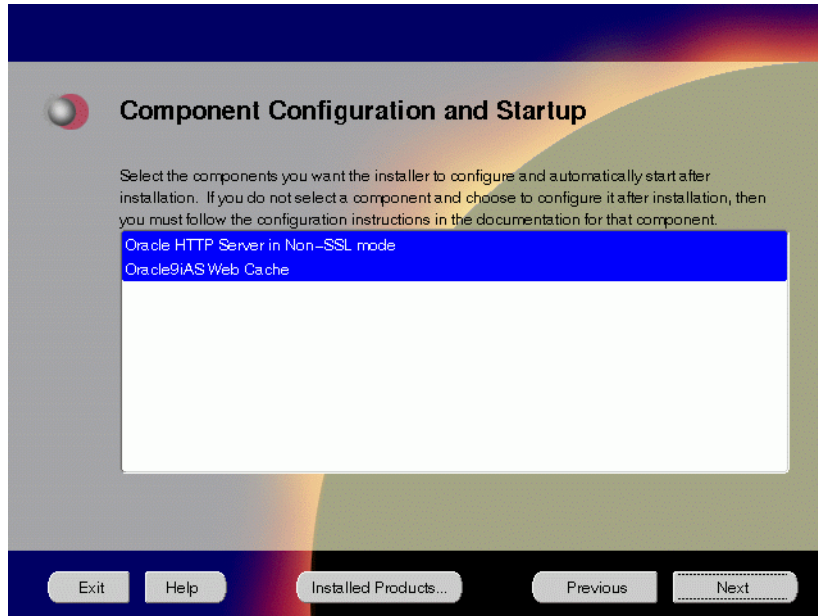 Component Configuration and Startup
Select the components you want the installer to configure and automatically start after
installation. If you do not select a component and choose to configure it after installation, then
you must follow the configuration instructions in the documentation for that component.
Oracle HTTP Server in Non-SSL mode
Oracle9iAS Web Cache
Exit
Help
Installed Products...
Previous
Next